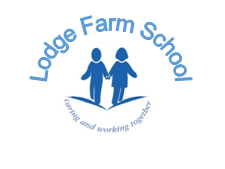 Lodge Farm School
caring and working together